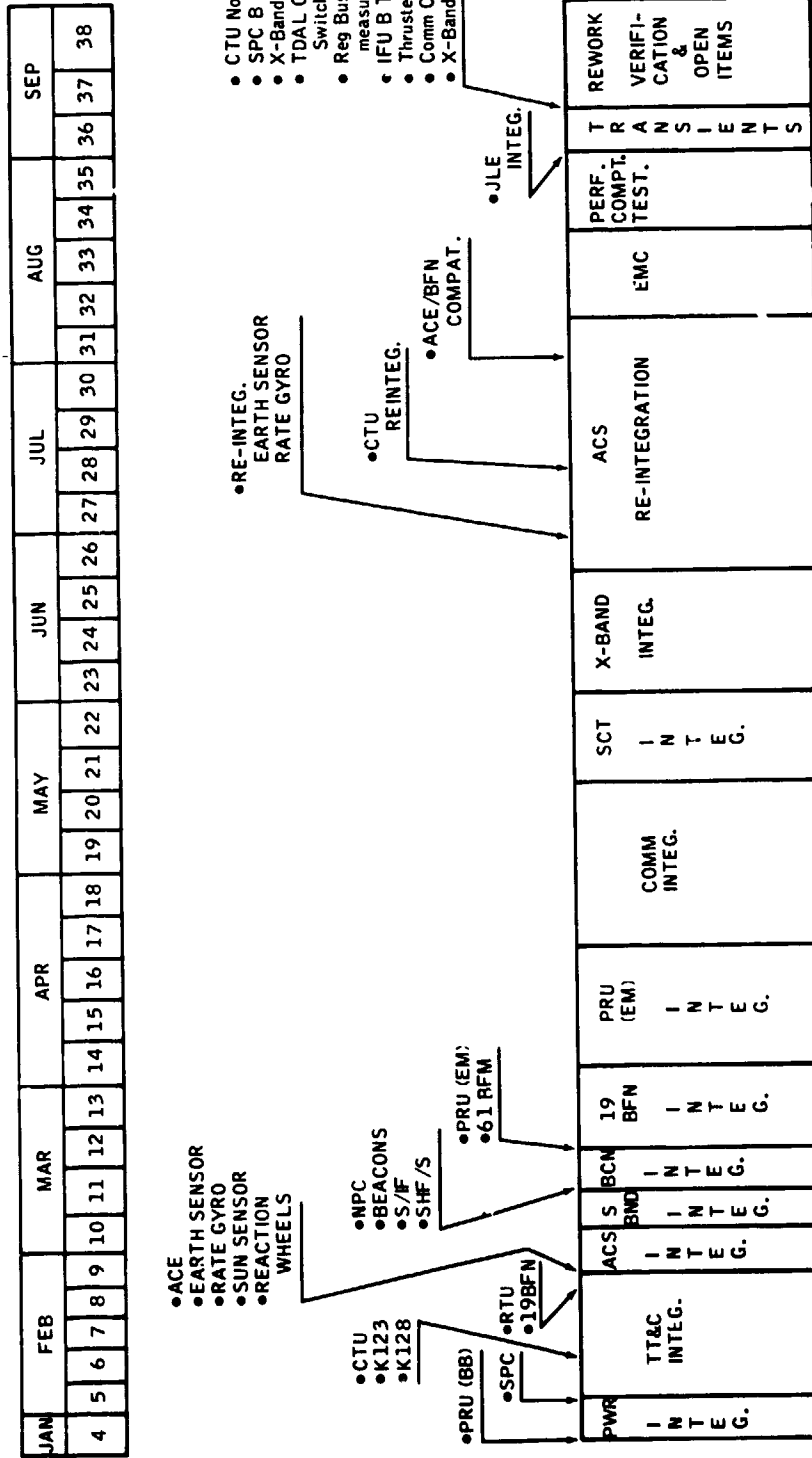 JAN FEB MAR APR MAY JUN JUL AUG SEP
4 5 6 7 8 9 10 11 12 13 14 15 16 17 18 19 20 21 22 23 24 25 26 27 28 29 30 31 32 33 34 35 36 37 38
•PRU (BB)
•SPC
•CTU
•K123
•K128
•RTU
•19BFN
•ACE
•EARTH SENSOR
•RATE GYRO
•SUN SENSOR
•REACTION
WHEELS
•NPC
•BEACONS
•S/IF
•SHF/S
•PRU (EM)
•61 BFM
•RE-INTEG.
EARTH SENSOR
RATE GYRO
•CTU
REINTEG.
•ACE/BFN
COMPAT.
•JLE
INTEG.
• CTU No
• SPC B
• X-Band
• TDAL C
Switch
• Reg Bus
measu
• IFU B T
• Thruste
• Comm C
• X-Band
PWR
INTEG.
TT&C
INTEG.
ACS
INTEG.
S
BND
INTEG.
BCN
INTEG.
19
BFN
INTEG.
PRU
(EM)
INTEG.
COMM
INTEG.
SCT
INTEG.
X-BAND
INTEG.
ACS
RE-INTEGRATION
EMC
PERF.
COMPT.
TEST.
TRANSIENTS
REWORK
VERIFI-
CATION
&
OPEN
ITEMS